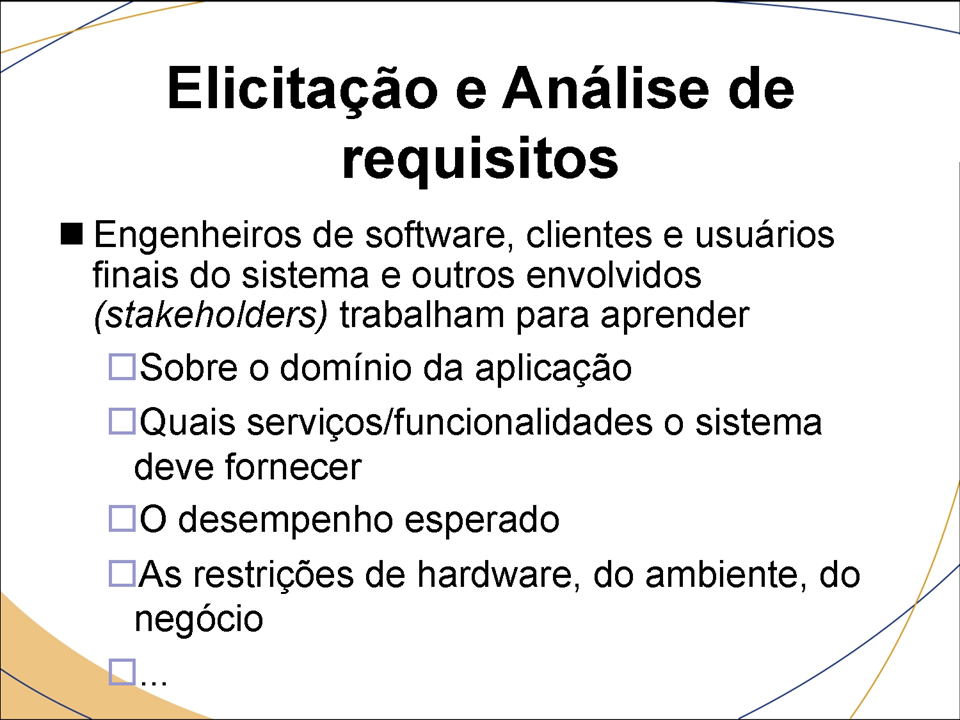 Elicitação e Análise de
requisitos
Engenheiros de software, clientes e usuários
finais do sistema e outros envolvidos
(stakeholders) trabalham para aprender
Sobre o domínio da aplicação
Quais serviços/funcionalidades o sistema
deve fornecer
O desempenho esperado
As restrições de hardware, do ambiente, do
negócio
...